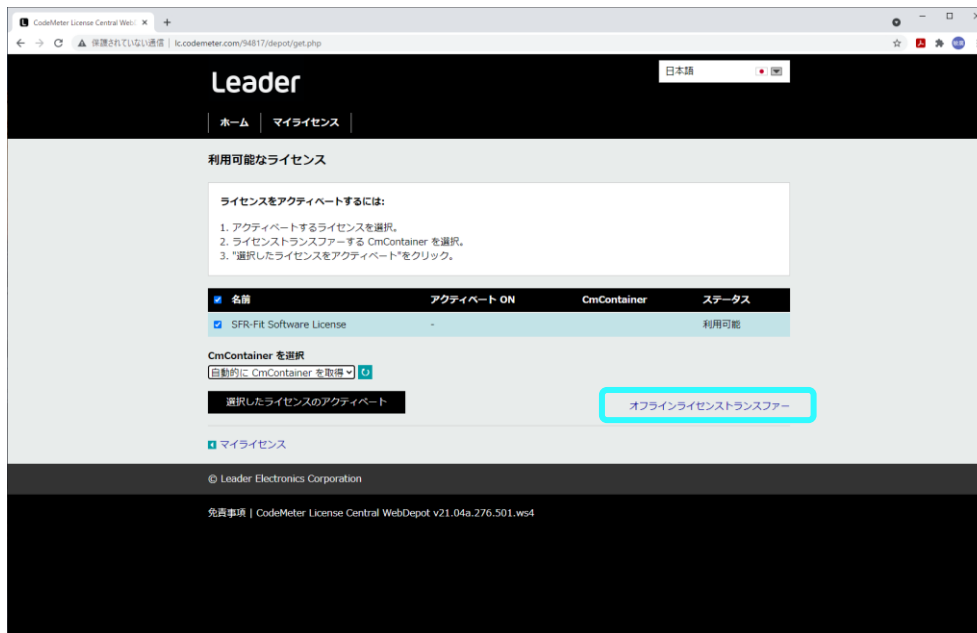 CodeMeter License Central Web
保護されていない通信 | lc.codemeter.com/94817/depot/get.php
Leader
日本語
ホーム マイライセンス
利用可能なライセンス
ライセンスをアクティベートするには:
1. アクティベートするライセンスを選択。
2. ライセンストランスファーする CmContainer を選択。
3. "選択したライセンスをアクティベート"をクリック。
名前 アクティベート ON CmContainer ステータス
SFR-Fit Software License - 利用可能
CmContainer を選択
自動的に CmContainer を取得
選択したライセンスのアクティベート オフラインライセンストランスファー
マイライセンス
© Leader Electronics Corporation
免責事項 | CodeMeter License Central WebDepot v21.04a.276.501.ws4